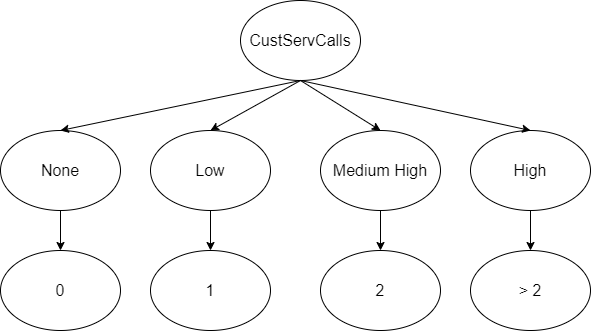 CustServCalls
None
Low
Medium High
High
0
1
2
> 2